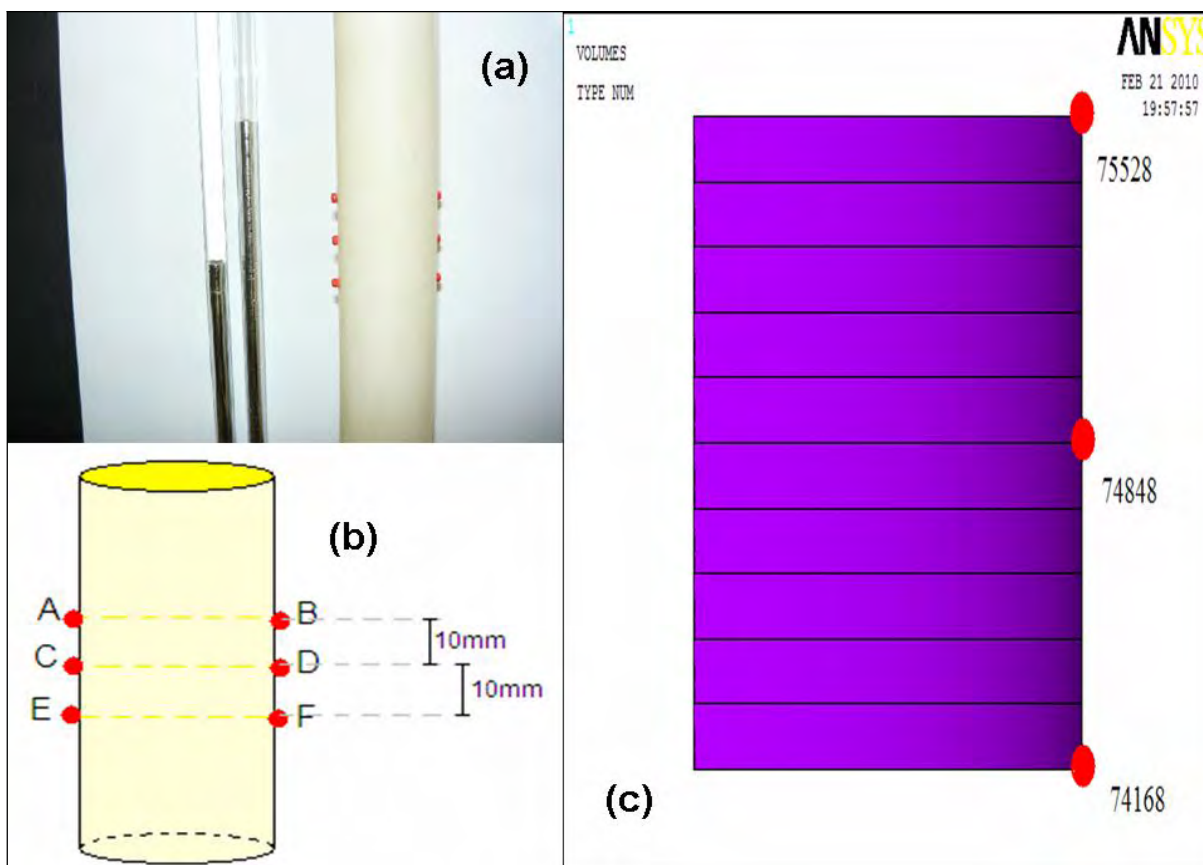 (a)
(b)
A
B
10mm
C
D
10mm
E
F
1
VOLUMES
TYPE NUM
ANSYS
FEB 21 2010
19:57:57
75528
74848
74168
(c)